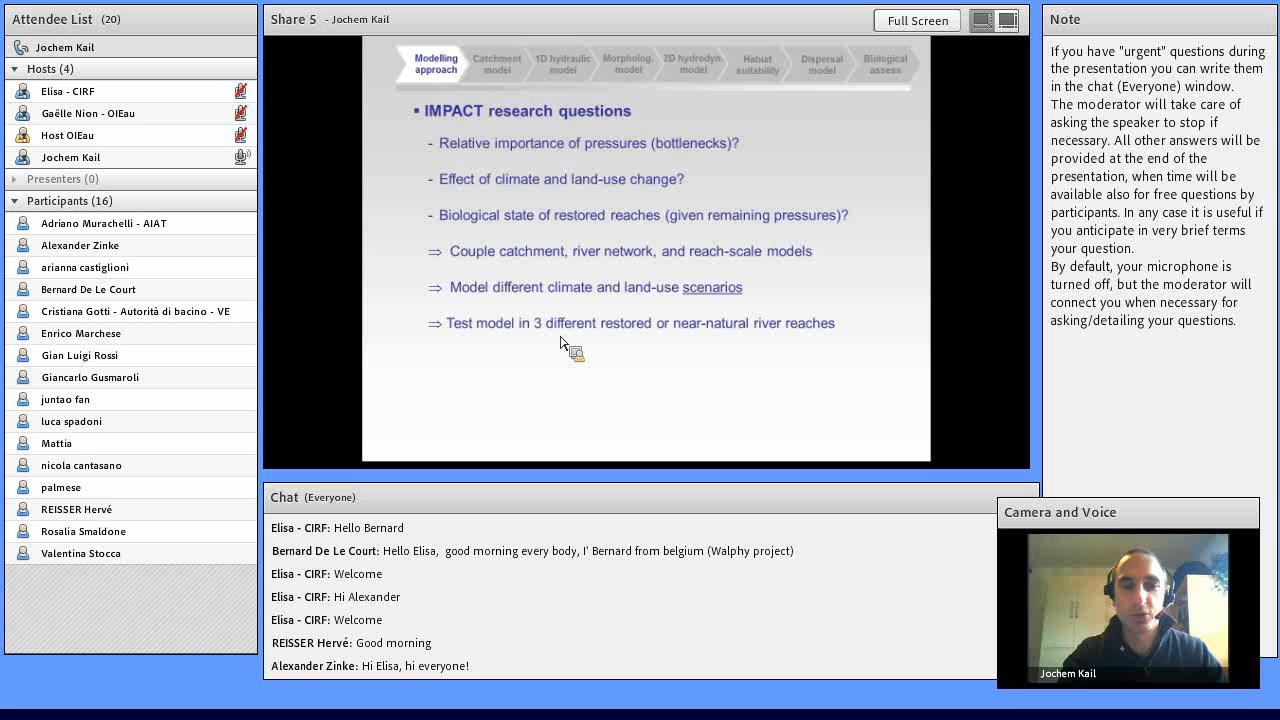 Attendee List (20)
Jochem Kail
Hosts (4)
Elisa - CIRF
Gaëlle Nion - OIEau
Host OIEau
Jochem Kail
Presenters (0)
Participants (16)
Adriano Murachelli - AIAT
Alexander Zinke
arianna castiglioni
Bernard De Le Court
Cristiana Gotti - Autorità di bacino - VE
Enrico Marchese
Gian Luigi Rossi
Giancarlo Gusmaroli
juntao fan
luca spadoni
Mattia
nicola cantasano
palmese
REISSER Hervé
Rosalia Smaldone
Valentina Stocca
Share 5 - Jochem Kail
Full Screen
Modelling approach
Catchment model
1D hydraulic model
Morpholog. model
2D hydrodyn model
Habiat suitability
Dispersal model
Biological assess
▪ IMPACT research questions
- Relative importance of pressures (bottlenecks)?
- Effect of climate and land-use change?
- Biological state of restored reaches (given remaining pressures)?
⇒ Couple catchment, river network, and reach-scale models
⇒ Model different climate and land-use scenarios
⇒ Test model in 3 different restored or near-natural river reaches
Chat (Everyone)
Elisa - CIRF: Hello Bernard
Bernard De Le Court: Hello Elisa, good morning every body, I' Bernard from belgium (Walphy project)
Elisa - CIRF: Welcome
Elisa - CIRF: Hi Alexander
Elisa - CIRF: Welcome
REISSER Hervé: Good morning
Alexander Zinke: Hi Elisa, hi everyone!
Note
If you have "urgent" questions during
the presentation you can write them
in the chat (Everyone) window.
The moderator will take care of
asking the speaker to stop if
necessary. All other answers will be
provided at the end of the
presentation, when time will be
available also for free questions by
participants. In any case it is useful if
you anticipate in very brief terms
your question.
By default, your microphone is
turned off, but the moderator will
connect you when necessary for
asking/detailing your questions.
Camera and Voice
Jochem Kail